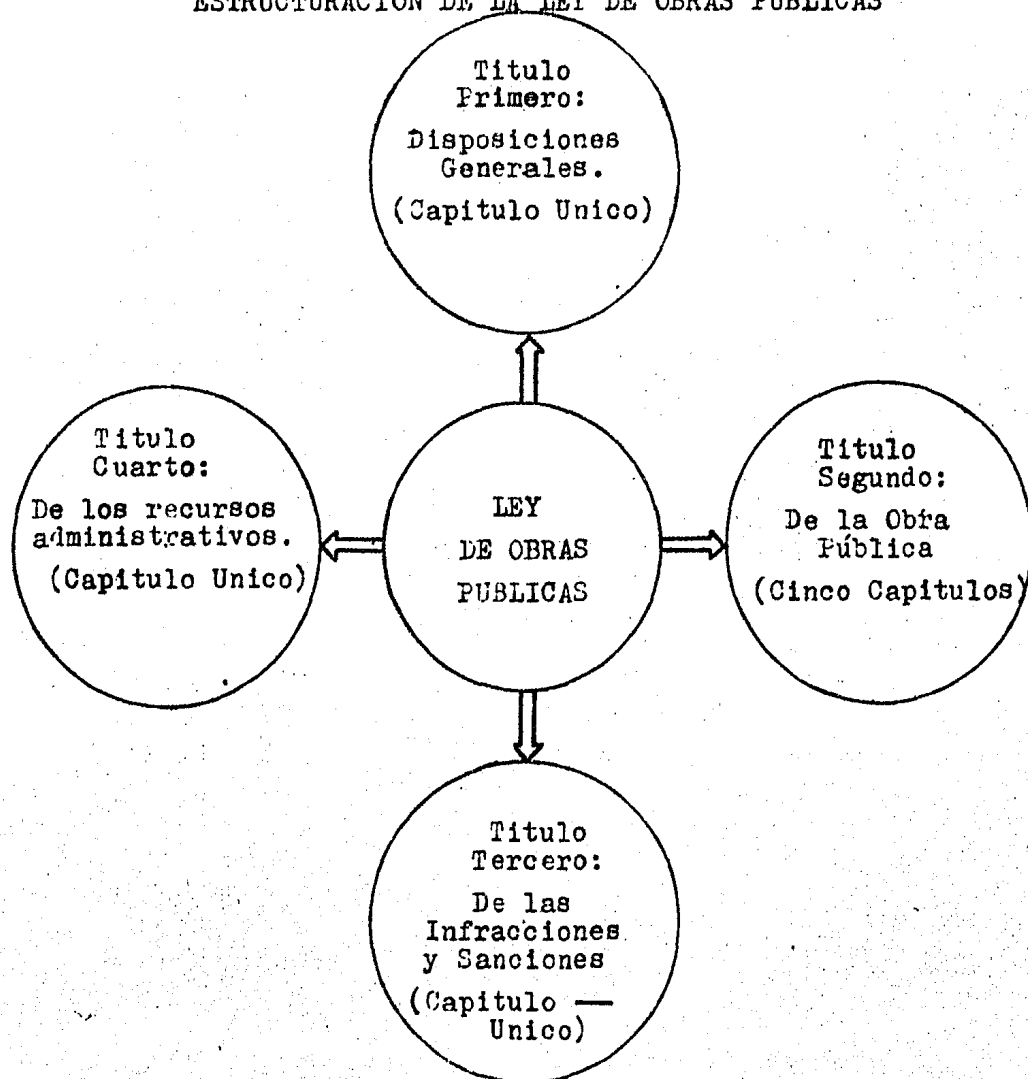 ESTRUCTURACION DE LA LEY DE OBRAS PUBLICAS
Titulo
Primero:
Disposiciones
Generales.
(Capitulo Unico)
Titulo
Cuarto:
De los recursos
administrativos.
(Capitulo Unico)
LEY
DE OBRAS
PUBLICAS
Titulo
Segundo:
De la Obra
Pública
(Cinco Capitulos)
Titulo
Tercero:
De las
Infracciones
y Sanciones
(Capitulo —
Unico)